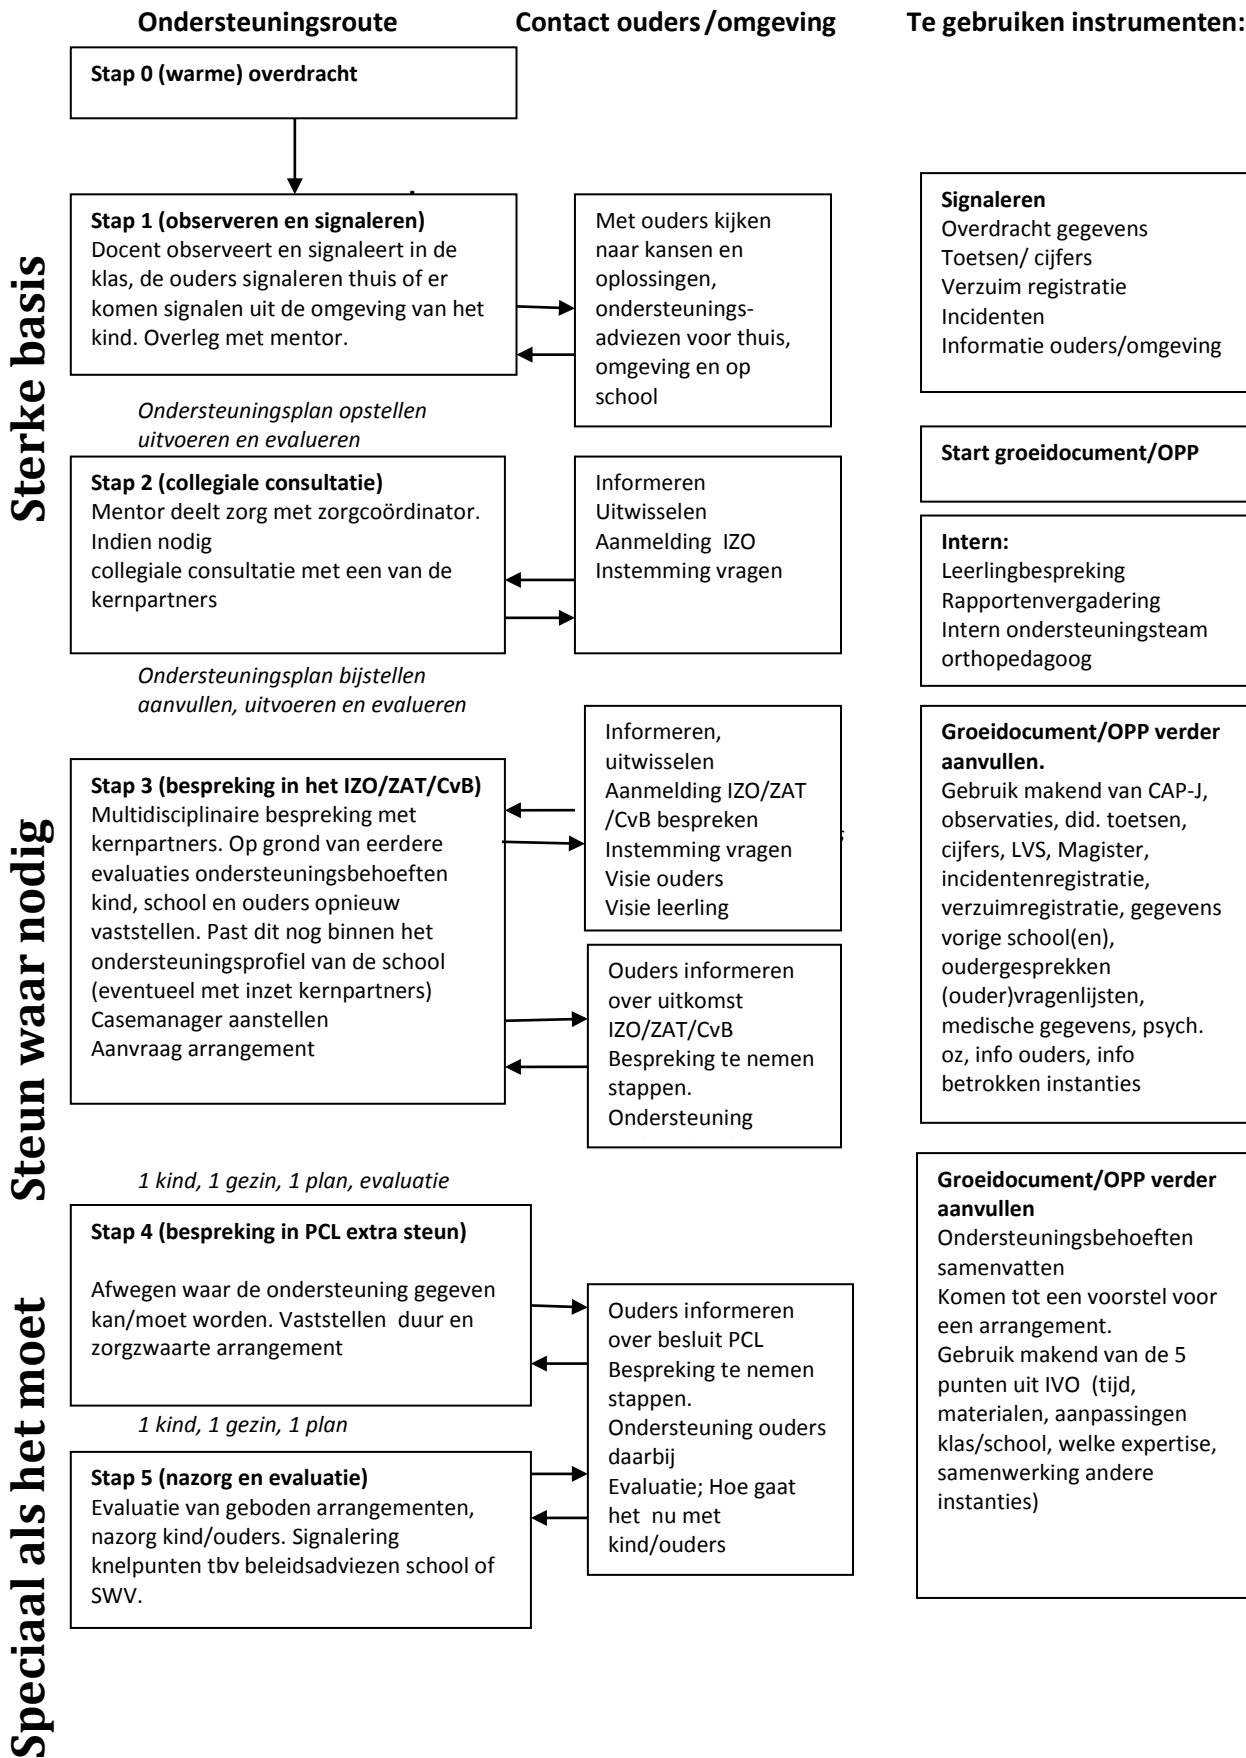 Ondersteuningsroute
Contact ouders/omgeving
Te gebruiken instrumenten:
Sterke basis
Steun waar nodig
Speciaal als het moet
Stap 0 (warme) overdracht
Stap 1 (observeren en signaleren)
Docent observeert en signaleert in de
klas, de ouders signaleren thuis of er
komen signalen uit de omgeving van het
kind. Overleg met mentor.
Met ouders kijken
naar kansen en
oplossingen,
ondersteunings-
adviezen voor thuis,
omgeving en op
school
Signaleren
Overdracht gegevens
Toetsen/ cijfers
Verzuim registratie
Incidenten
Informatie ouders/omgeving
Ondersteuningsplan opstellen
uitvoeren en evalueren
Start groeidocument/OPP
Stap 2 (collegiale consultatie)
Mentor deelt zorg met zorgcoördinator.
Indien nodig
collegiale consultatie met een van de
kernpartners
Informeren
Uitwisselen
Aanmelding IZO
Instemming vragen
Intern:
Leerlingbespreking
Rapportenvergadering
Intern ondersteuningsteam
orthopedagoog
Ondersteuningsplan bijstellen
aanvullen, uitvoeren en evalueren
Stap 3 (bespreking in het IZO/ZAT/CvB)
Multidisciplinaire bespreking met
kernpartners. Op grond van eerdere
evaluaties ondersteuningsbehoeften
kind, school en ouders opnieuw
vaststellen. Past dit nog binnen het
ondersteuningsprofiel van de school
(eventueel met inzet kernpartners)
Casemanager aanstellen
Aanvraag arrangement
Informeren,
uitwisselen
Aanmelding IZO/ZAT
/CvB bespreken
Instemming vragen
Visie ouders
Visie leerling
Ouders informeren
over uitkomst
IZO/ZAT/CvB
Bespreking te nemen
stappen.
Ondersteuning
Groeidocument/OPP verder
aanvullen.
Gebruik makend van CAP-J,
observaties, did. toetsen,
cijfers, LVS, Magister,
incidentenregistratie,
verzuimregistratie, gegevens
vorige school(en),
oudergesprekken
(ouder)vragenlijsten,
medische gegevens, psych.
oz, info ouders, info
betrokken instanties
1 kind, 1 gezin, 1 plan, evaluatie
Stap 4 (bespreking in PCL extra steun)
Afwegen waar de ondersteuning gegeven
kan/moet worden. Vaststellen duur en
zorgzwaarte arrangement
1 kind, 1 gezin, 1 plan
Stap 5 (nazorg en evaluatie)
Evaluatie van geboden arrangementen,
nazorg kind/ouders. Signalering
knelpunten tbv beleidsadviezen school of
SWV.
Ouders informeren
over besluit PCL
Bespreking te nemen
stappen.
Ondersteuning ouders
daarbij
Evaluatie; Hoe gaat
het nu met
kind/ouders
Groeidocument/OPP verder
aanvullen
Ondersteuningsbehoeften
samenvatten
Komen tot een voorstel voor
een arrangement.
Gebruik makend van de 5
punten uit IVO (tijd,
materialen, aanpassingen
klas/school, welke expertise,
samenwerking andere
instanties)